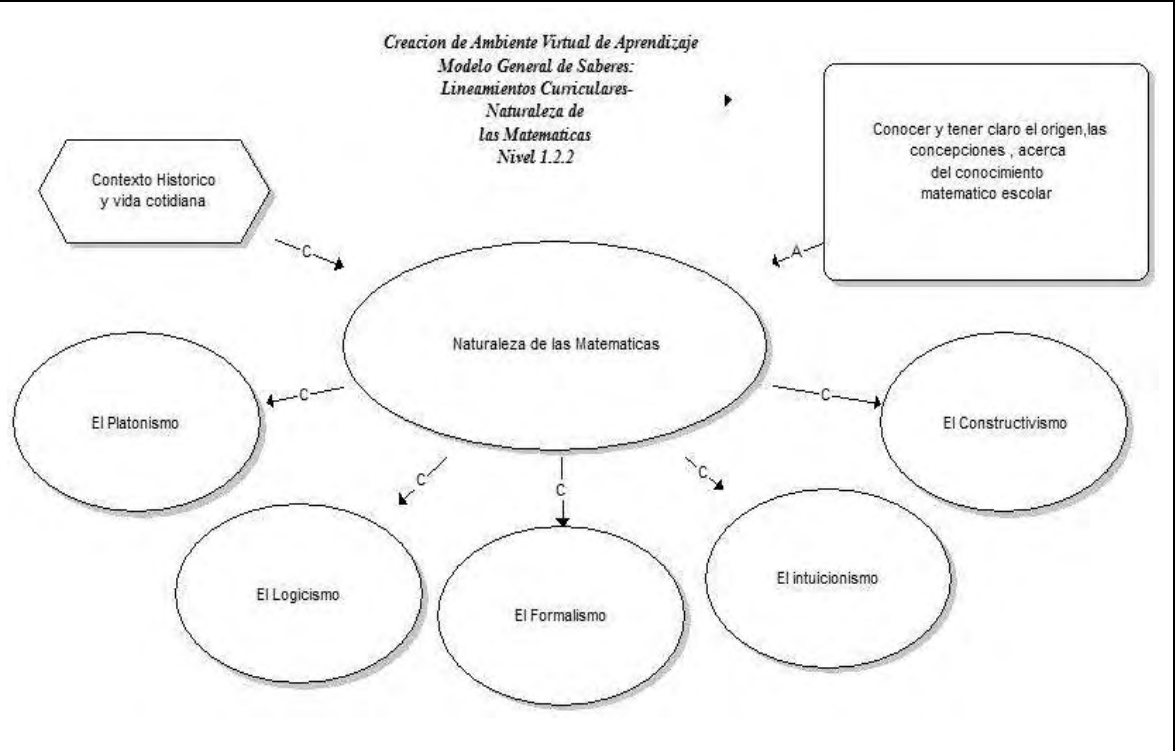 Creacion de Ambiente Virtual de Aprendizaje
Modelo General de Saberes:
Lineamientos Curriculares-
Naturaleza de
las Matematicas
Nivel 1.2.2
Contexto Historico
y vida cotidiana
Conocer y tener claro el origen,las
concepciones , acerca
del conocimiento
matematico escolar
C
A
Naturaleza de las Matematicas
C
C
C
C
C
El Platonismo
El Logicismo
El Formalismo
El intuicionismo
El Constructivismo